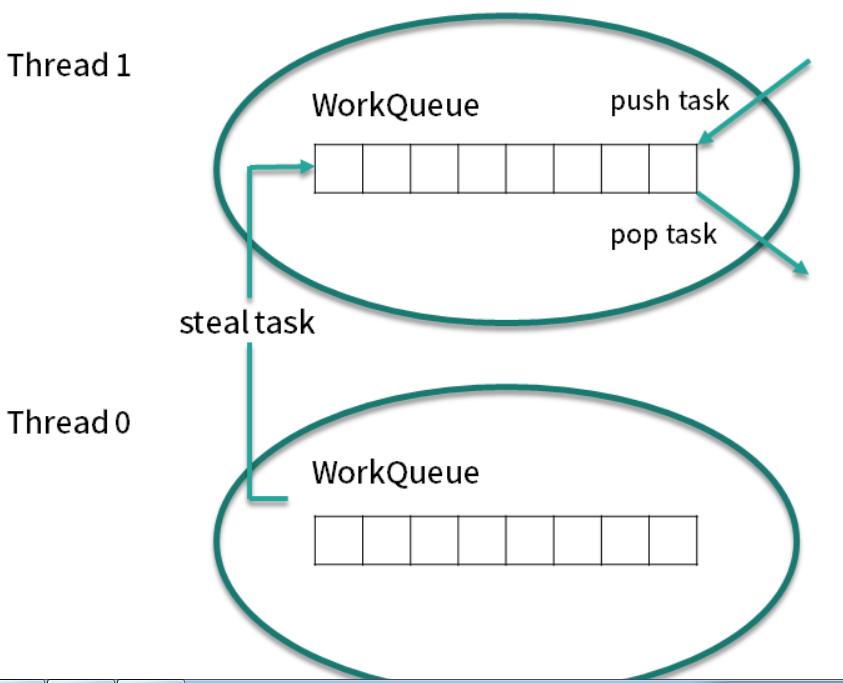 Thread 1
WorkQueue
push task
pop task
steal task
Thread 0
WorkQueue